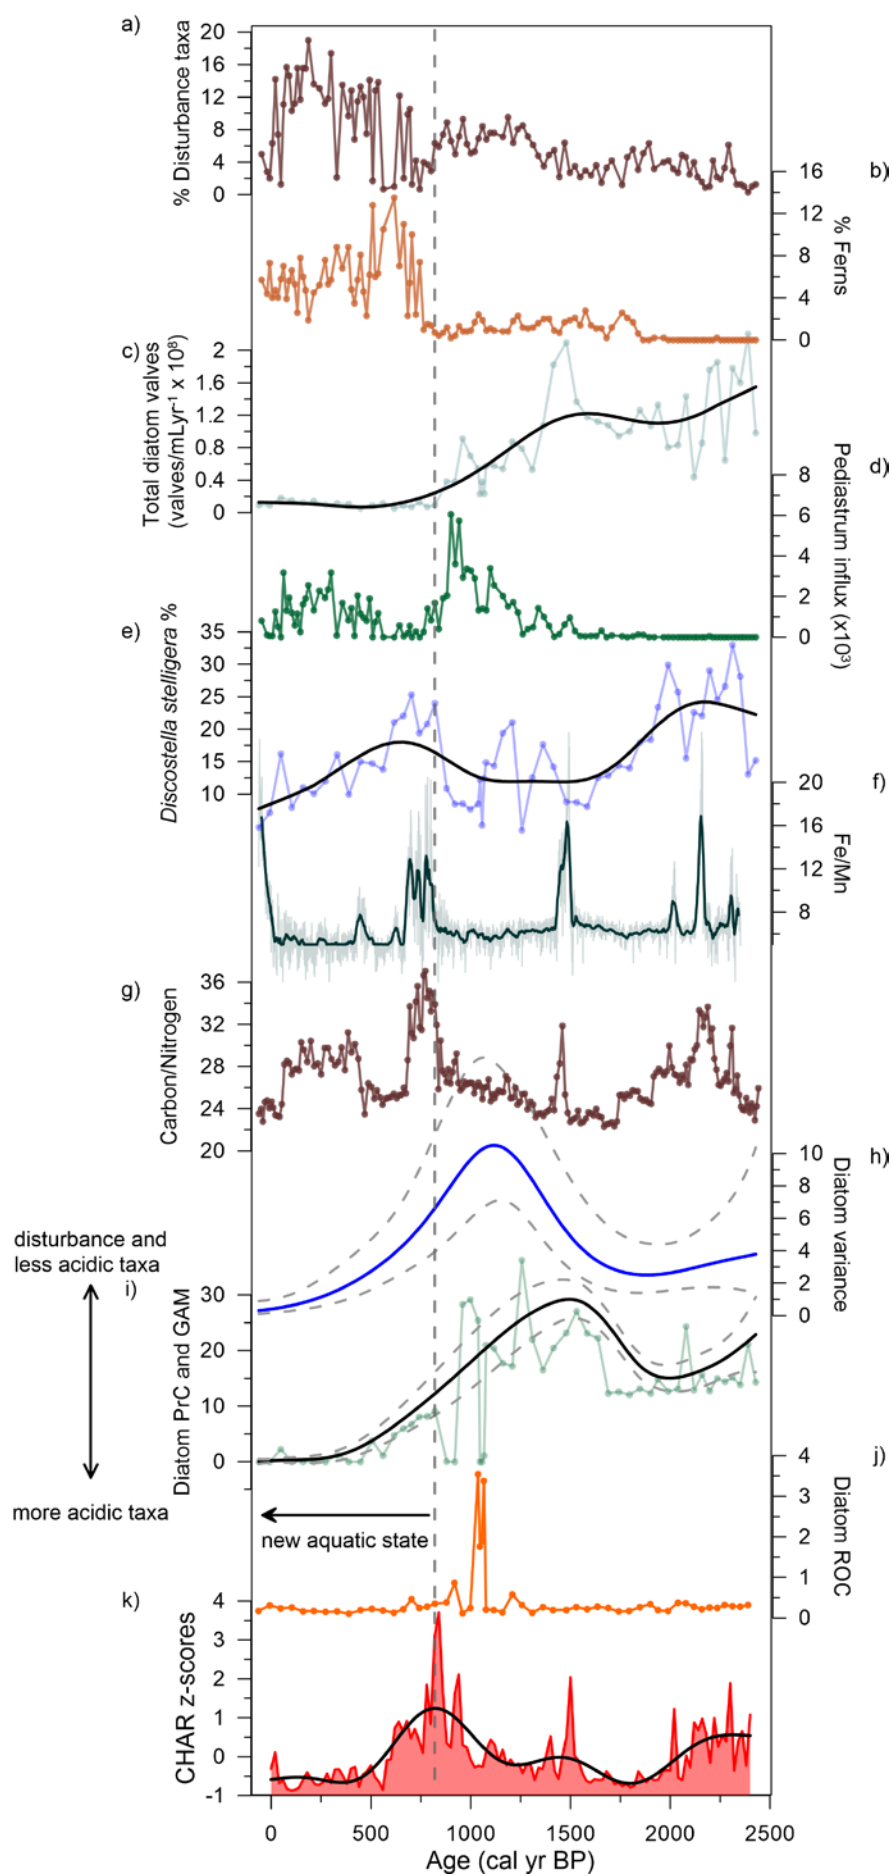 a)
% Disturbance taxa
20
16
12
8
4
0
b)
% Ferns
16
12
8
4
0
c)
Total diatom valves
(valves/mLyr⁻¹ x 10⁸)
2
1.6
1.2
0.8
0.4
0
d)
Pediastrum influx (x10³)
8
6
4
2
0
e)
Discostella stelligera %
35
30
25
20
15
10
f)
Fe/Mn
20
16
12
8
g)
Carbon/Nitrogen
36
32
28
24
20
h)
Diatom variance
10
8
6
4
2
0
disturbance and
less acidic taxa
i)
Diatom PrC and GAM
30
20
10
0
more acidic taxa
new aquatic state
j)
Diatom ROC
4
3
2
1
0
k)
CHAR z-scores
4
3
2
1
0
-1
0 500 1000 1500 2000 2500
Age (cal yr BP)